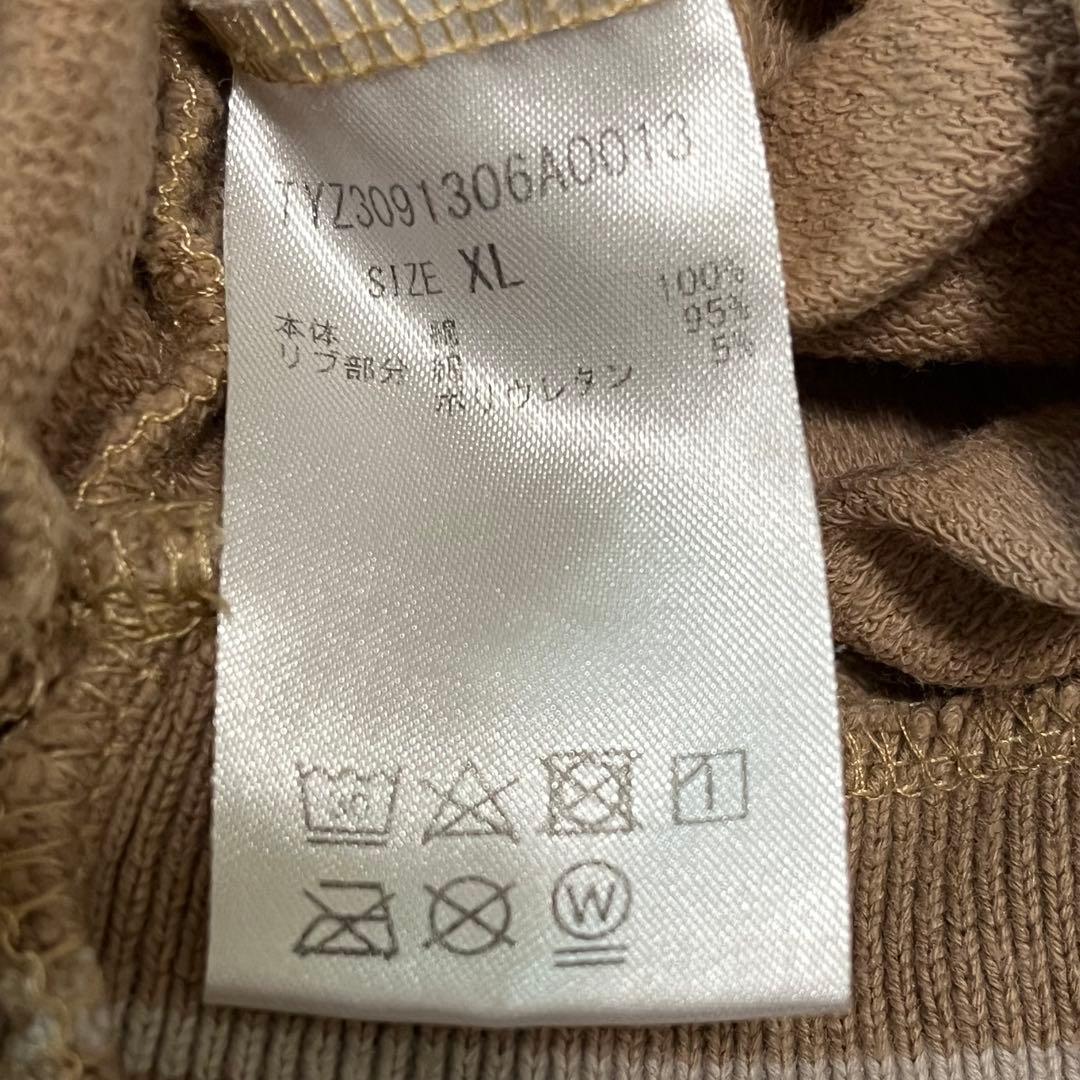 TYZ3091306A0013
SIZE XL
本体 綿 100%
リブ部分 綿 95%
ポリウレタン 5%
30
W